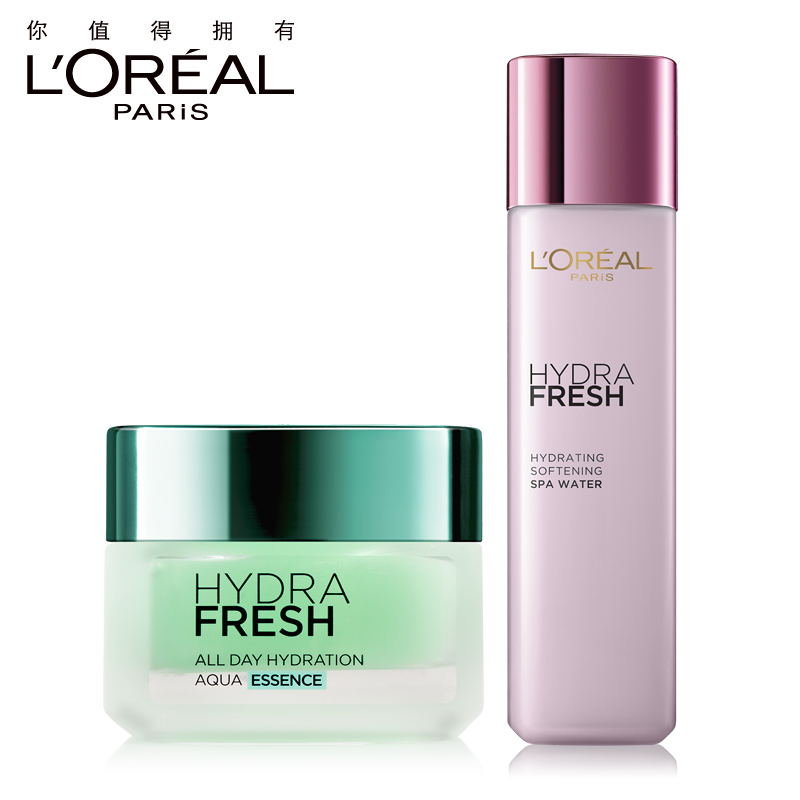 你值得拥有
L'ORÉAL
PARiS
L'ORÉAL
PARIS
HYDRA
FRESH
HYDRATING
SOFTENING
SPA WATER
HYDRA
FRESH
ALL DAY HYDRATION
AQUA ESSENCE